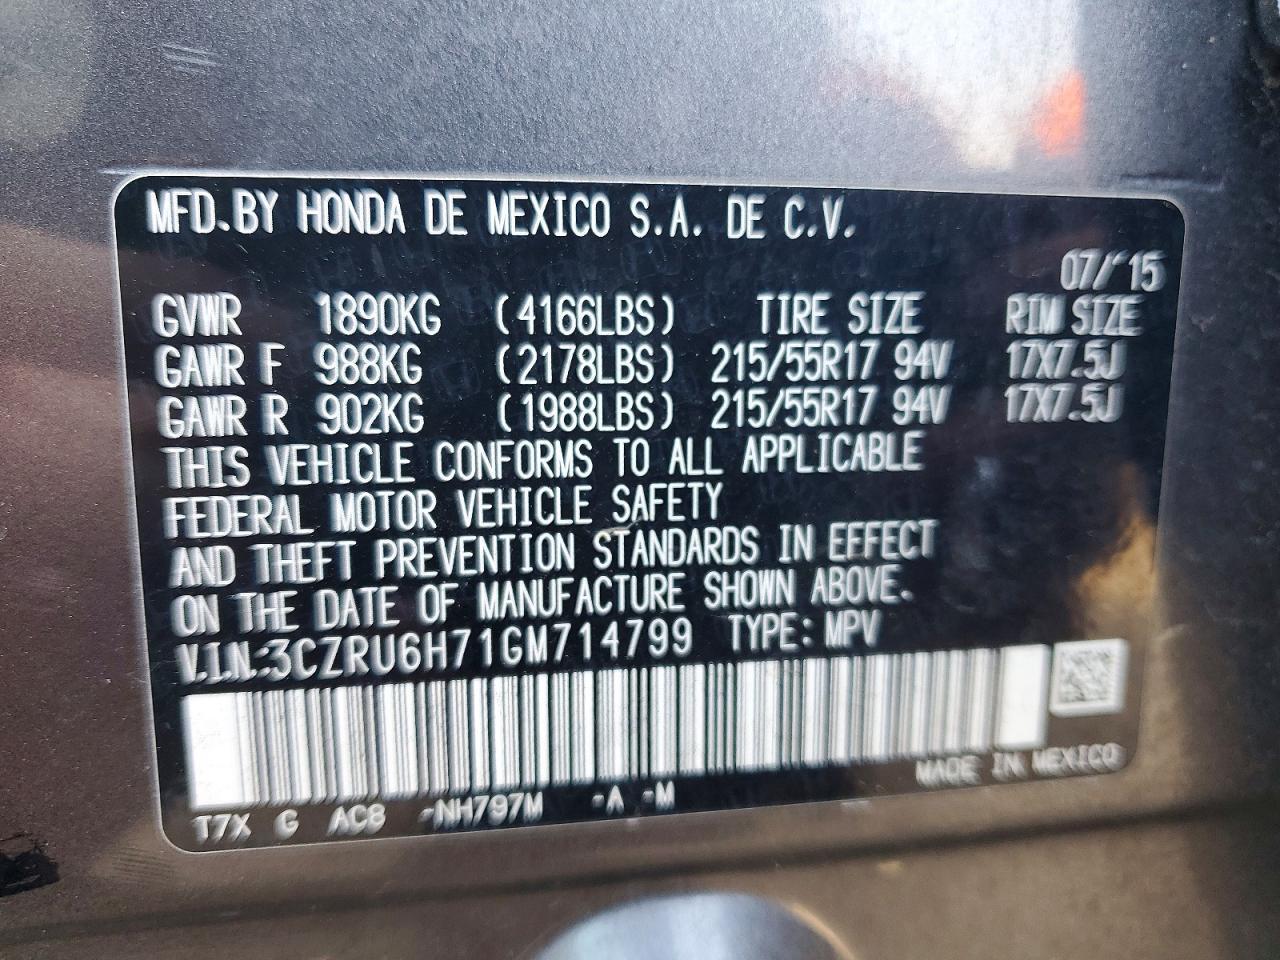 MFD.BY HONDA DE MEXICO S.A. DE C.V.
07/'15
GVWR 1890KG (4166LBS) TIRE SIZE RIM SIZE
GAWR F 988KG (2178LBS) 215/55R17 94V 17X7.5J
GAWR R 902KG (1988LBS) 215/55R17 94V 17X7.5J
THIS VEHICLE CONFORMS TO ALL APPLICABLE
FEDERAL MOTOR VEHICLE SAFETY
AND THEFT PREVENTION STANDARDS IN EFFECT
ON THE DATE OF MANUFACTURE SHOWN ABOVE.
V.I.N:3CZRU6H71GM714799 TYPE:MPV
MADE IN MEXICO
T7X G AC8 -NH797M -A -M